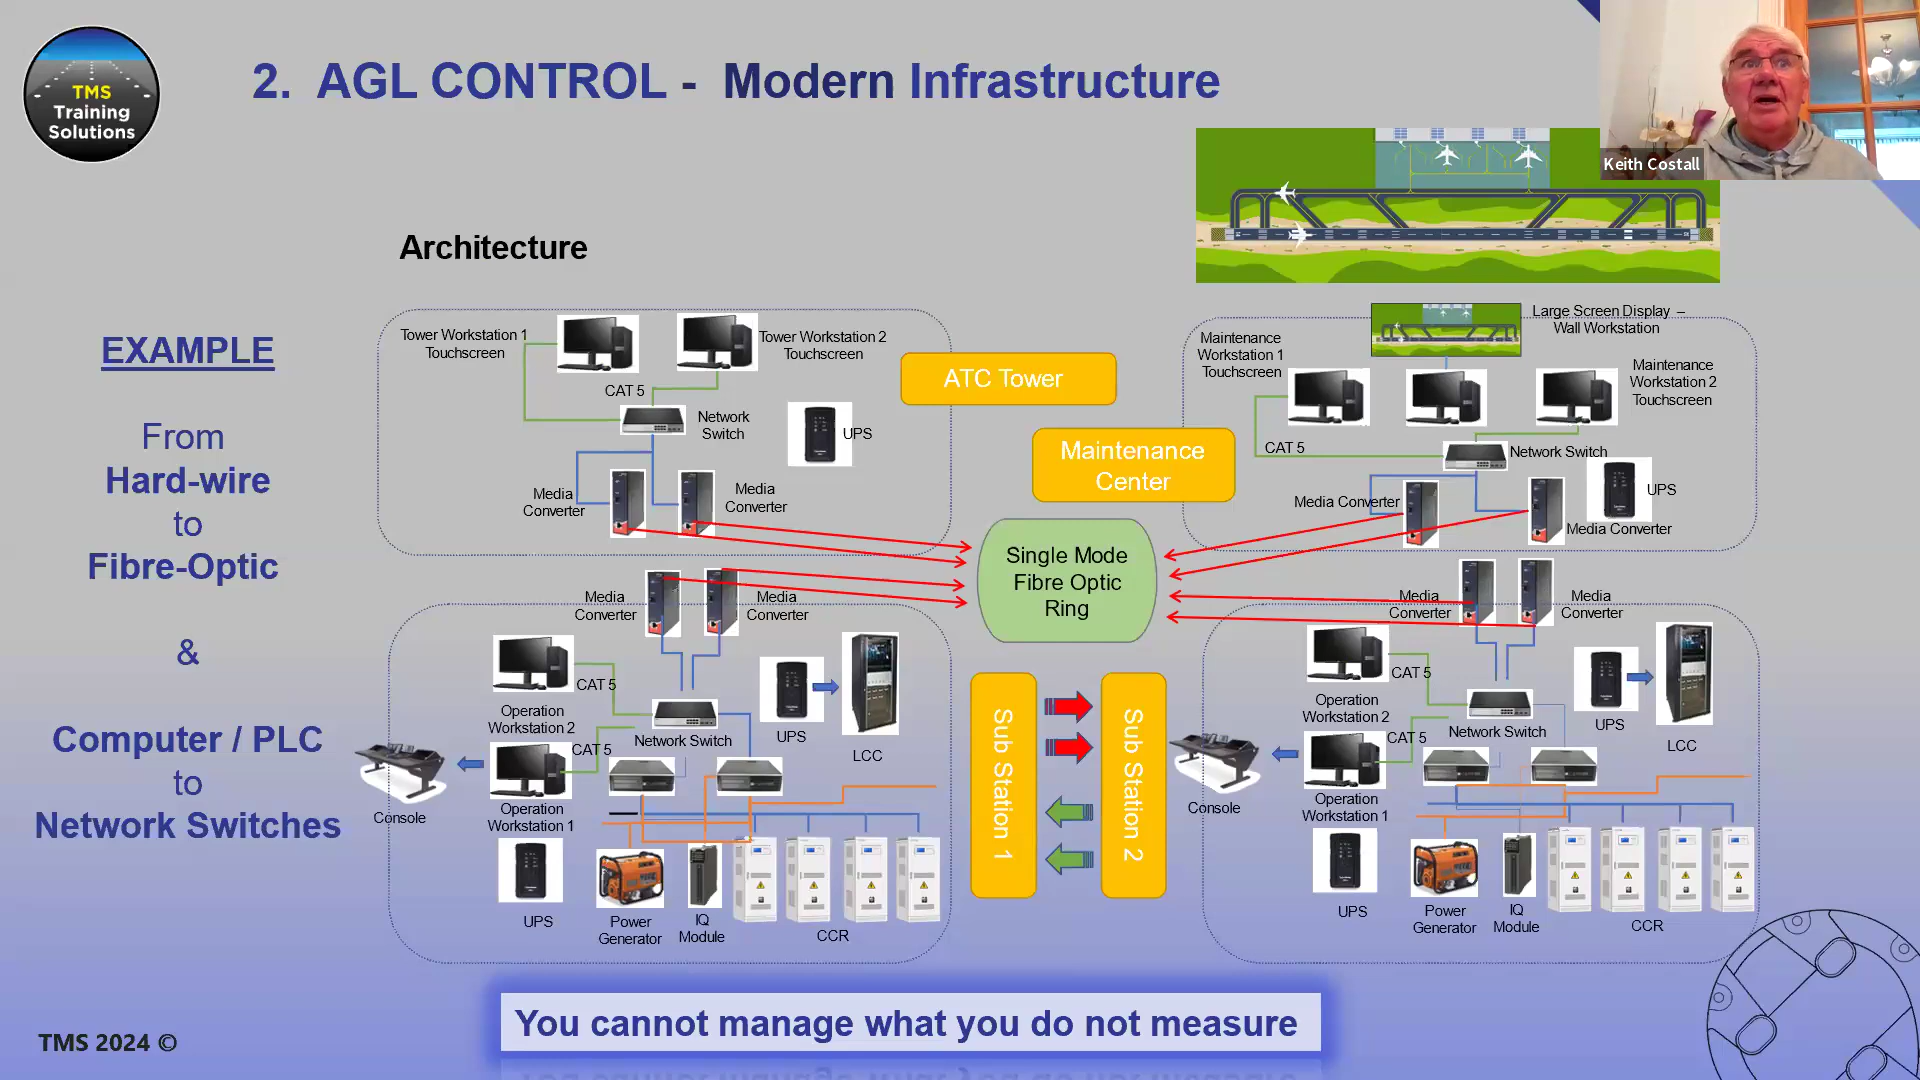 TMS
Training
Solutions
2. AGL CONTROL - Modern Infrastructure
Keith Costall
Architecture
EXAMPLE
From
Hard-wire
to
Fibre-Optic
&
Computer / PLC
to
Network Switches
Tower Workstation 1
Touchscreen
Tower Workstation 2
Touchscreen
CAT 5
Network
Switch
UPS
Media
Converter
Media
Converter
ATC Tower
Maintenance
Center
Large Screen Display –
Wall Workstation
Maintenance
Workstation 1
Touchscreen
Maintenance
Workstation 2
Touchscreen
CAT 5
Network Switch
Media Converter
UPS
Media Converter
Single Mode
Fibre Optic
Ring
Media
Converter
Media
Converter
CAT 5
Operation
Workstation 2
CAT 5
Network Switch
UPS
LCC
Console
Operation
Workstation 1
UPS
Power
Generator
IQ
Module
CCR
Sub Station 1
Sub Station 2
Media
Converter
Media
Converter
CAT 5
Operation
Workstation 2
CAT 5
Network Switch
UPS
LCC
Console
Operation
Workstation 1
UPS
Power
Generator
IQ
Module
CCR
You cannot manage what you do not measure
TMS 2024 ©